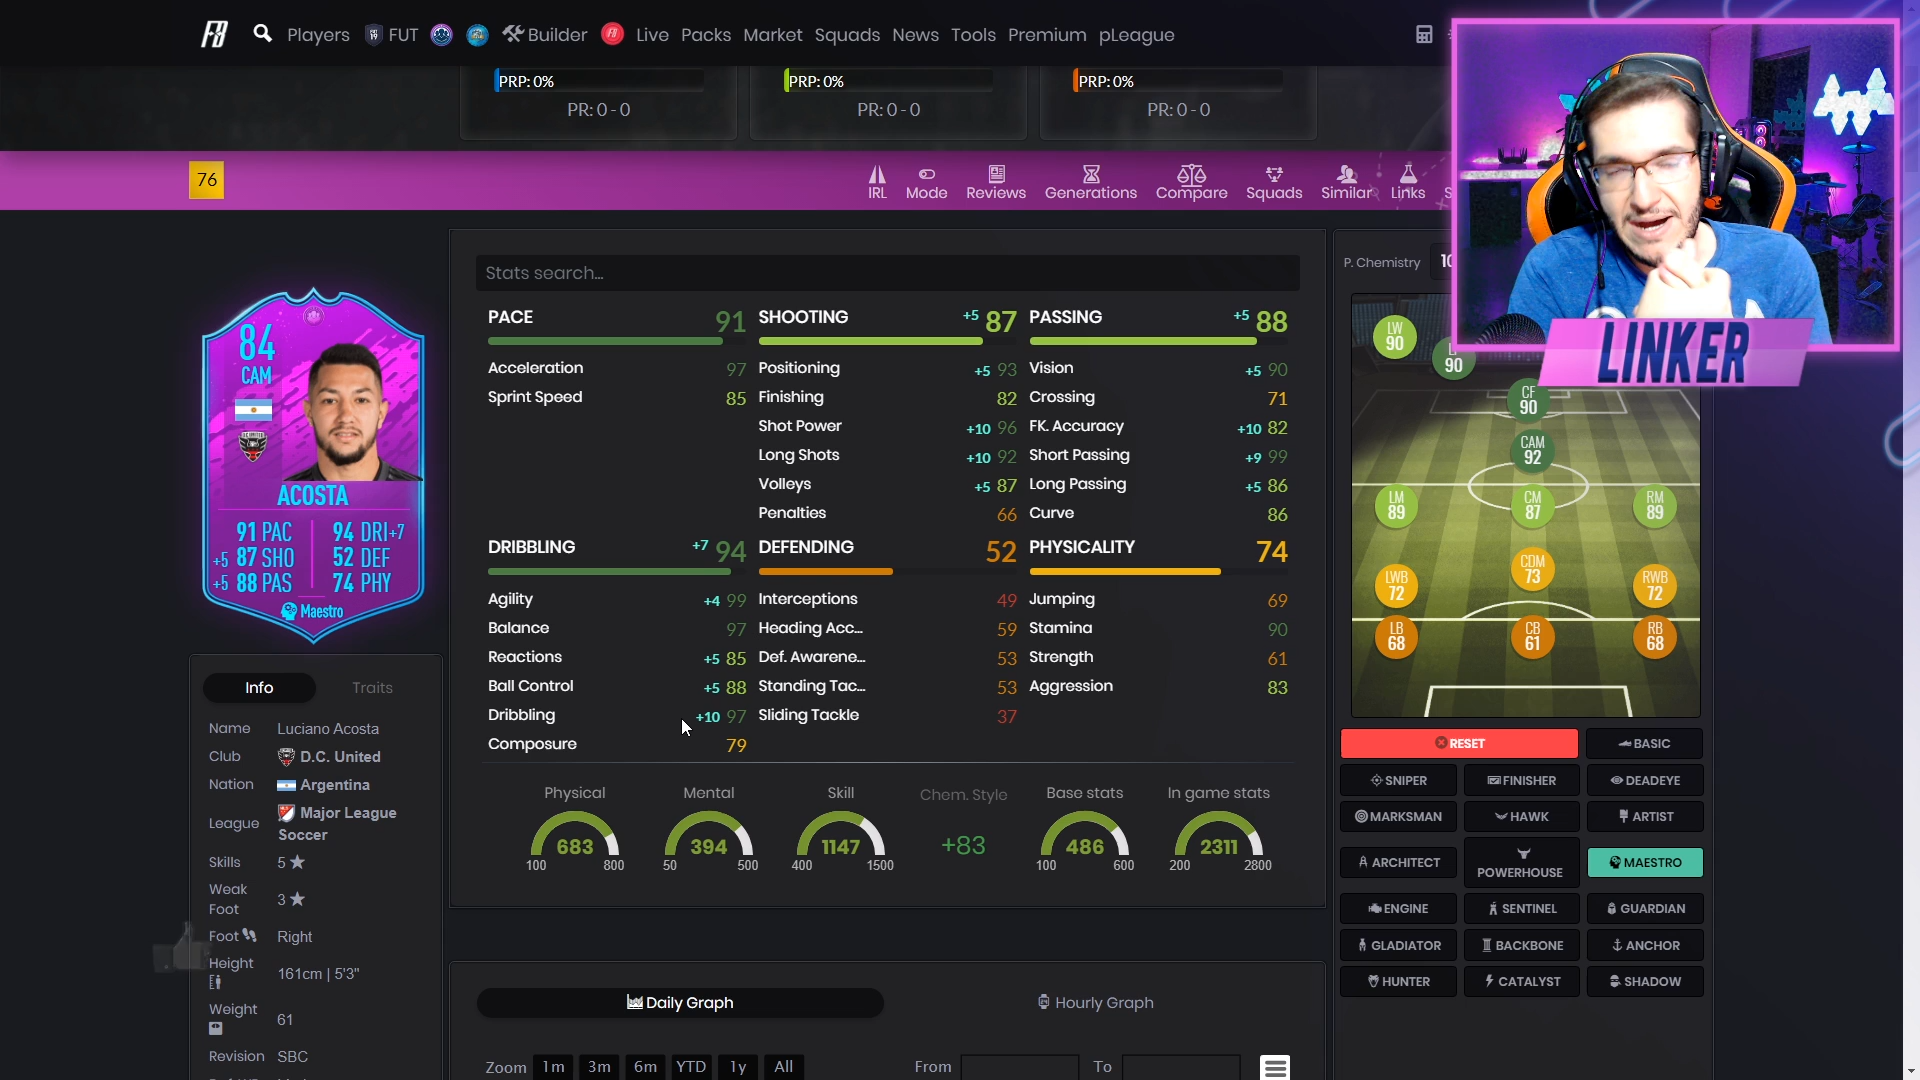 Players FUT Builder Live Packs Market Squads News Tools Premium pLeague
PRP: 0% PRP: 0% PRP: 0%
PR: 0 - 0 PR: 0 - 0 PR: 0 - 0
76
IRL Mode Reviews Generations Compare Squads Similar Links S
84
CAM
ACOSTA
91 PAC 94 DRI+7
+5 87 SHO 52 DEF
+5 88 PAS 74 PHY
Maestro
Info Traits
Name Luciano Acosta
Club D.C. United
Nation Argentina
League Major League
Soccer
Skills 5
Weak
Foot 3
Foot Right
Height 161cm | 5'3"
Weight 61
Revision SBC
Stats search...
PACE 91
Acceleration 97
Sprint Speed 85
SHOOTING +5 87
Positioning +5 93
Finishing 82
Shot Power +10 96
Long Shots +10 92
Volleys +5 87
Penalties 66
PASSING +5 88
Vision +5 90
Crossing 71
FK. Accuracy +10 82
Short Passing +9 99
Long Passing +5 86
Curve 86
DRIBBLING +7 94
Agility +4 99
Balance 97
Reactions +5 85
Ball Control +5 88
Dribbling +10 97
Composure 79
DEFENDING 52
Interceptions 49
Heading Acc... 59
Def. Awarene... 53
Standing Tac... 53
Sliding Tackle 37
PHYSICALITY 74
Jumping 69
Stamina 90
Strength 61
Aggression 83
Physical Mental Skill Chem. Style Base stats In game stats
683 394 1147 +83 486 2311
100 800 50 500 400 1500 100 600 200 2800
Daily Graph Hourly Graph
Zoom 1m 3m 6m YTD 1y All From To
P. Chemistry 10
LINKER
LW
90
90
CF
90
CAM
92
LM
89
CM
87
RM
89
LWB
72
CDM
73
RWB
72
LB
68
CB
61
RB
68
RESET BASIC
SNIPER FINISHER DEADEYE
MARKSMAN HAWK ARTIST
ARCHITECT POWERHOUSE MAESTRO
ENGINE SENTINEL GUARDIAN
GLADIATOR BACKBONE ANCHOR
HUNTER CATALYST SHADOW